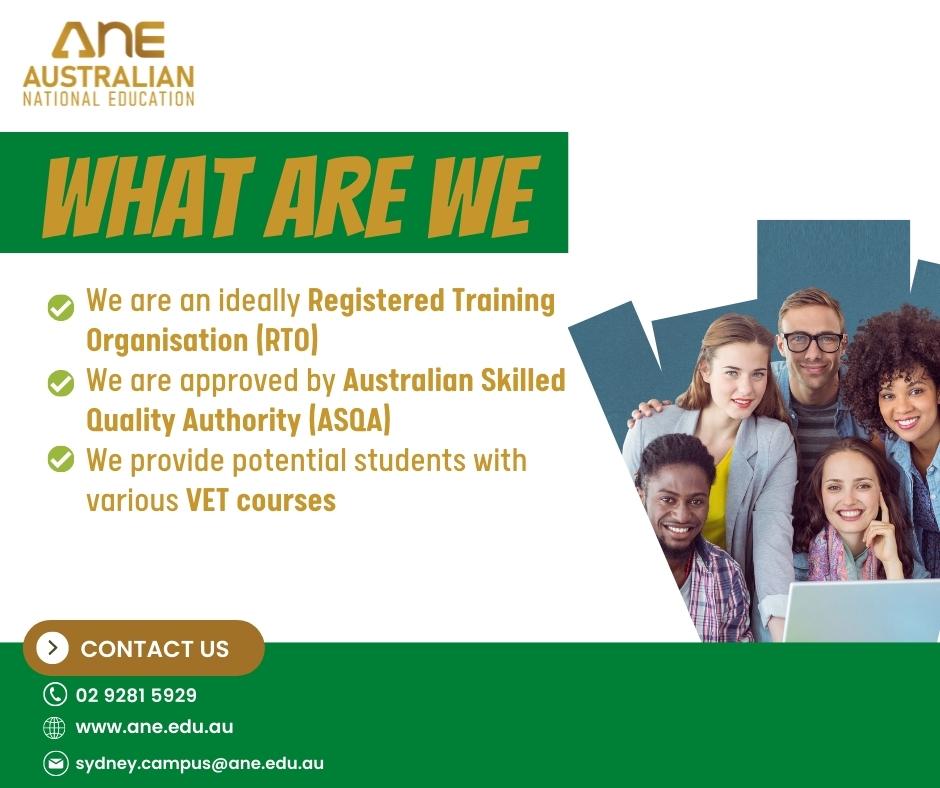 ANE
AUSTRALIAN
NATIONAL EDUCATION
WHAT ARE WE
We are an ideally Registered Training
Organisation (RTO)
We are approved by Australian Skilled
Quality Authority (ASQA)
We provide potential students with
various VET courses
CONTACT US
02 9281 5929
www.ane.edu.au
sydney.campus@ane.edu.au